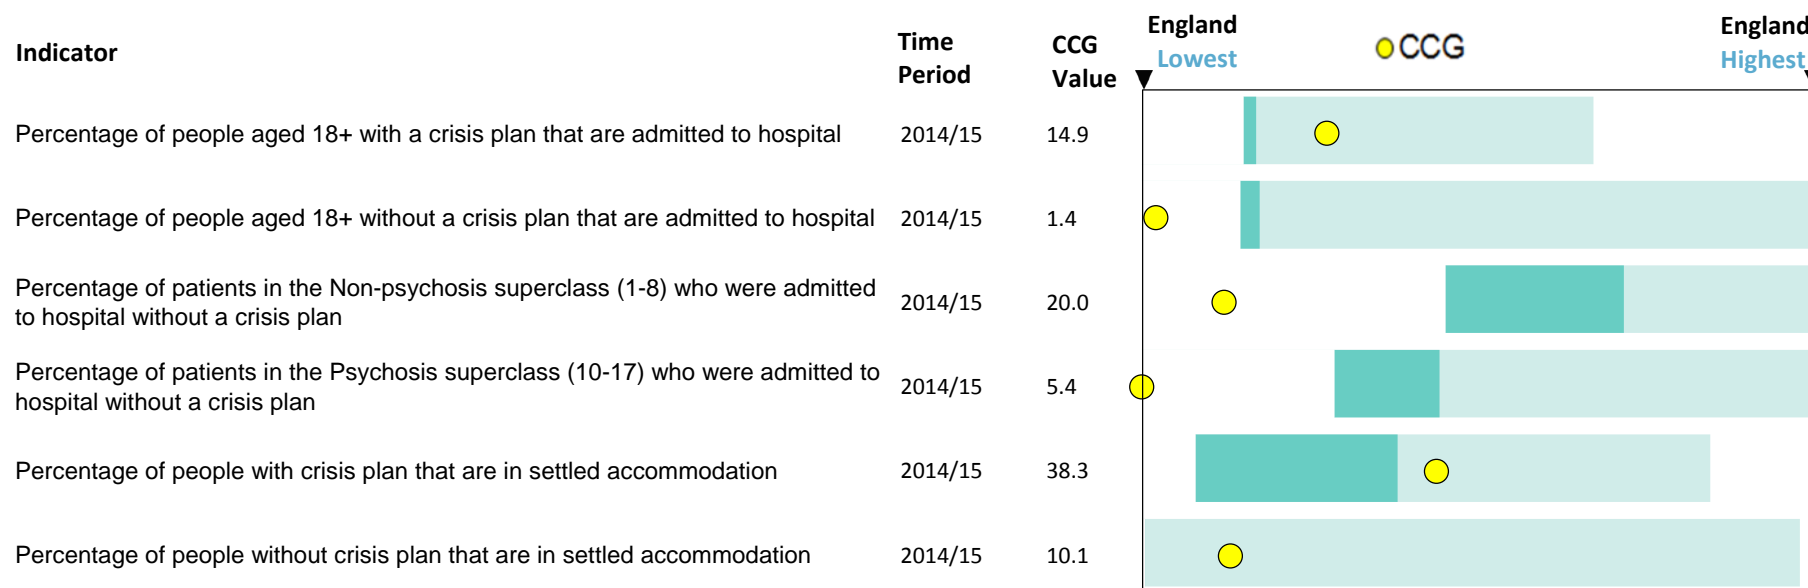 Indicator
Time
Period
CCG
Value
England
Lowest
CCG
England
Highest
Percentage of people aged 18+ with a crisis plan that are admitted to hospital 2014/15 14.9
Percentage of people aged 18+ without a crisis plan that are admitted to hospital 2014/15 1.4
Percentage of patients in the Non-psychosis superclass (1-8) who were admitted
to hospital without a crisis plan
2014/15 20.0
Percentage of patients in the Psychosis superclass (10-17) who were admitted to
hospital without a crisis plan
2014/15 5.4
Percentage of people with crisis plan that are in settled accommodation 2014/15 38.3
Percentage of people without crisis plan that are in settled accommodation 2014/15 10.1